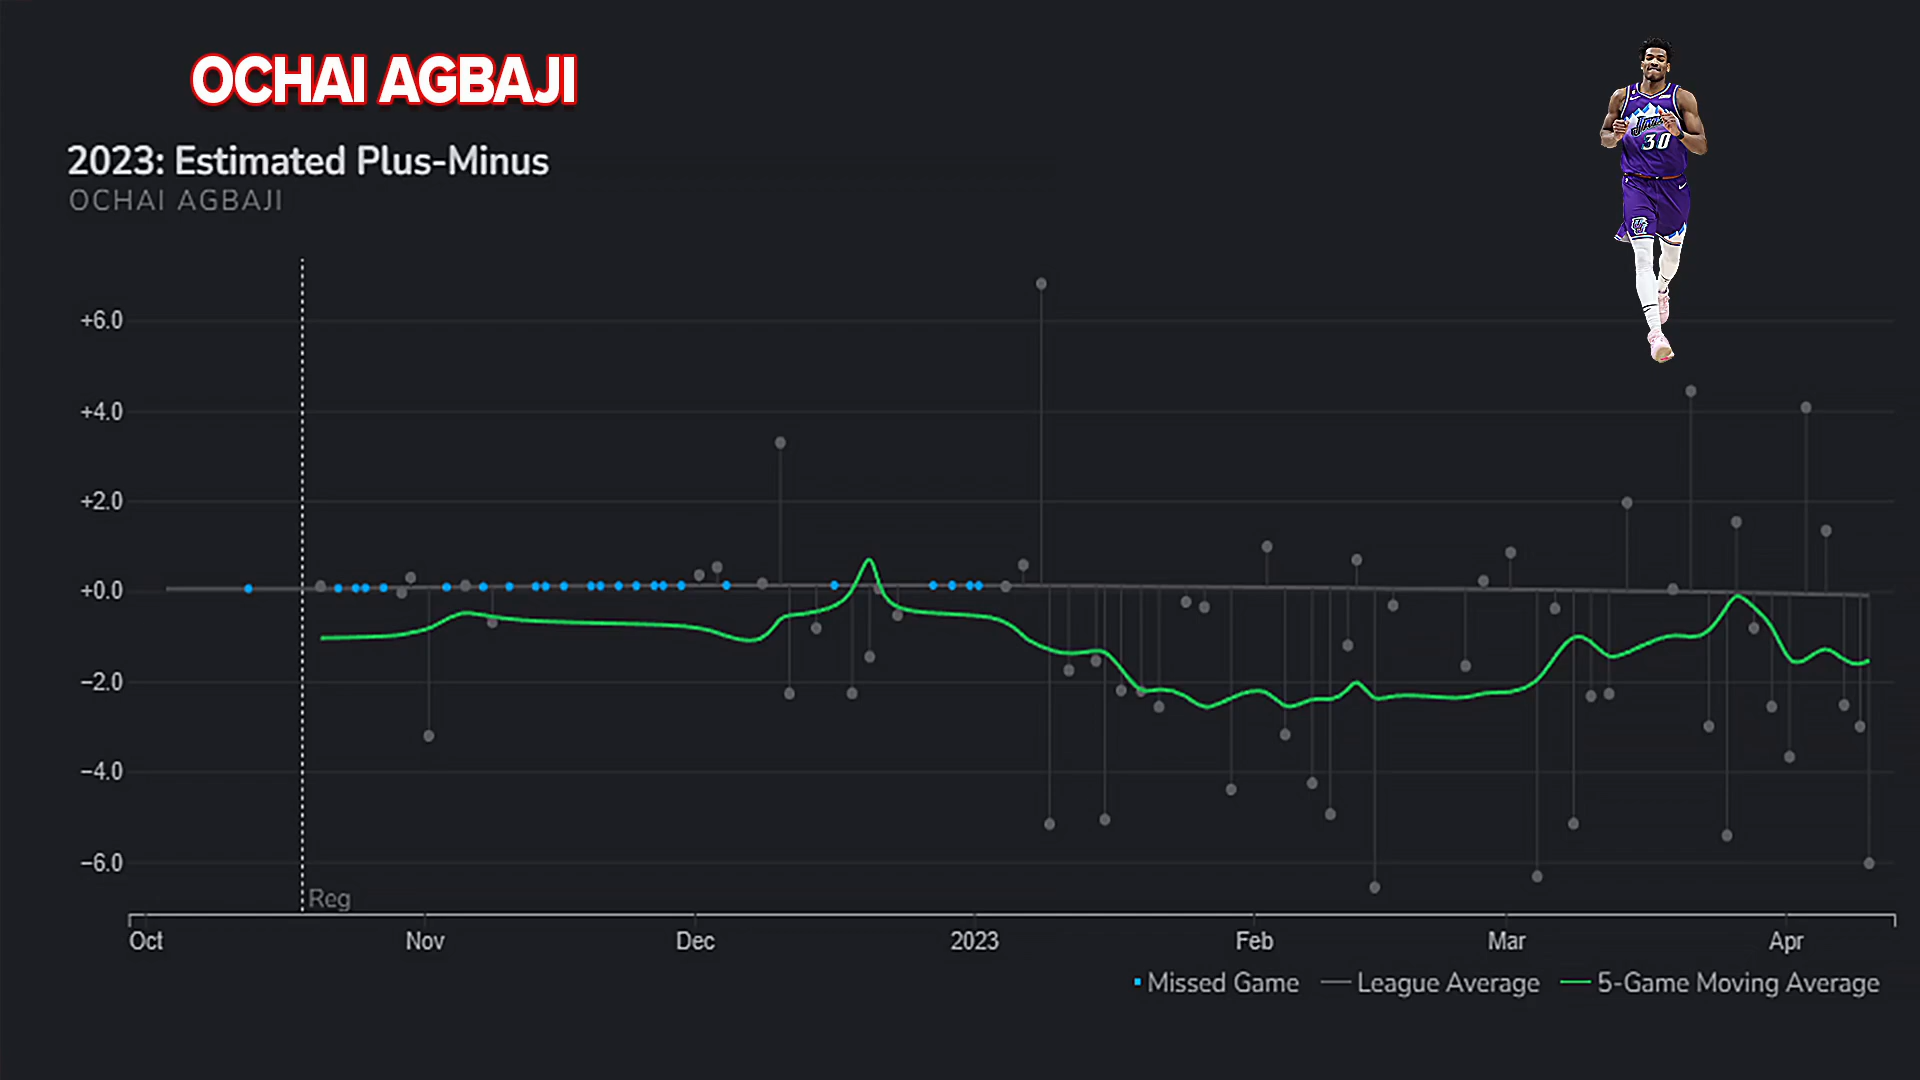 OCHAI AGBAJI
2023: Estimated Plus-Minus
OCHAI AGBAJI
+6.0
+4.0
+2.0
+0.0
−2.0
−4.0
−6.0
Reg
Oct Nov Dec 2023 Feb Mar Apr
Missed Game League Average 5-Game Moving Average
30